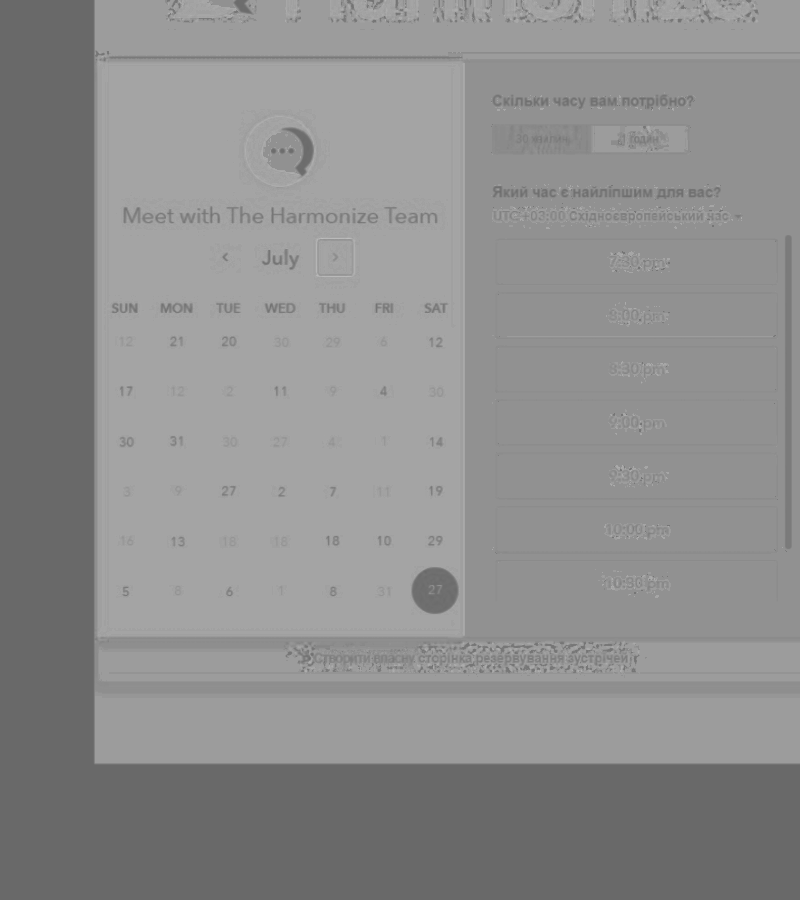 Harmonize
Meet with The Harmonize Team
July
SUN MON TUE WED THU FRI SAT
12 21 20 30 29 6 12
17 12 2 11 9 4 30
30 31 30 27 4 1 14
3 9 27 2 7 11 19
16 13 18 18 18 10 29
5 8 6 1 8 31 27
Скільки часу вам потрібно?
30 хвилин 1 годин
Який час є найліпшим для вас?
UTC +03:00 Східноєвропейський час
7:30 pm
8:00 pm
8:30 pm
9:00 pm
9:30 pm
10:00 pm
10:30 pm
Створити власну сторінка резервування зустрічей